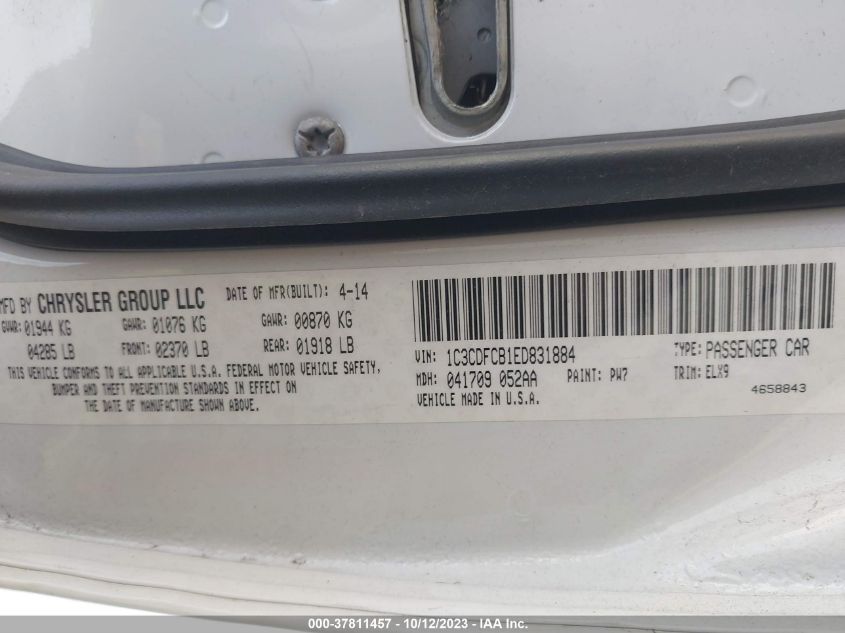 MFD BY CHRYSLER GROUP LLC DATE OF MFR(BUILT): 4-14
GVWR: 01944 KG GAWR: 01076 KG GAWR: 00870 KG
04285 LB FRONT: 02370 LB REAR: 01918 LB
THIS VEHICLE CONFORMS TO ALL APPLICABLE U.S.A. FEDERAL MOTOR VEHICLE SAFETY,
BUMPER AND THEFT PREVENTION STANDARDS IN EFFECT ON
THE DATE OF MANUFACTURE SHOWN ABOVE.
VIN: 1C3CDFCB1ED831884 TYPE: PASSENGER CAR
MDH: 041709 052AA PAINT: PW7 TRIM: ELX9
VEHICLE MADE IN U.S.A. 4658843
000-37811457 - 10/12/2023 - IAA Inc.